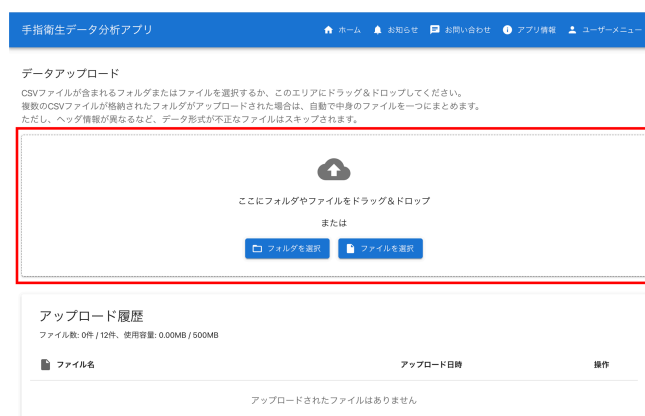 手指衛生データ分析アプリ
ホーム お知らせ お問い合わせ アプリ情報 ユーザーメニュー
データアップロード
CSVファイルが含まれるフォルダまたはファイルを選択するか、このエリアにドラッグ&ドロップしてください。
複数のCSVファイルが格納されたフォルダがアップロードされた場合は、自動で中身のファイルを一つにまとめます。
ただし、ヘッダ情報が異なるなど、データ形式が不正なファイルはスキップされます。
ここにフォルダやファイルをドラッグ&ドロップ
または
フォルダを選択 ファイルを選択
アップロード履歴
ファイル数: 0件 / 12件、使用容量: 0.00MB / 500MB
ファイル名 アップロード日時 操作
アップロードされたファイルはありません